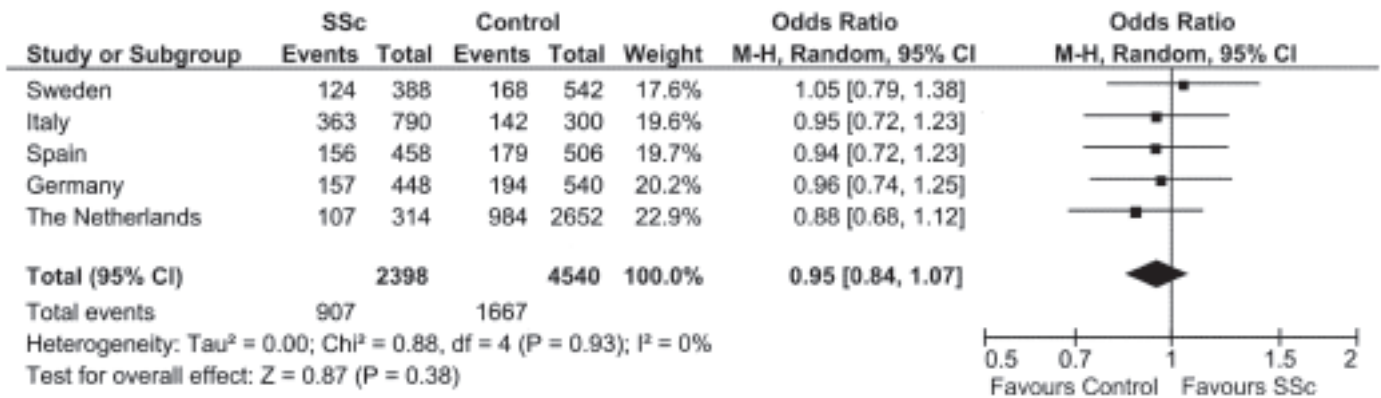 SSc Control Odds Ratio Odds Ratio
Study or Subgroup Events Total Events Total Weight M-H, Random, 95% CI M-H, Random, 95% CI
Sweden 124 388 168 542 17.6% 1.05 [0.79, 1.38]
Italy 363 790 142 300 19.6% 0.95 [0.72, 1.23]
Spain 156 458 179 506 19.7% 0.94 [0.72, 1.23]
Germany 157 448 194 540 20.2% 0.96 [0.74, 1.25]
The Netherlands 107 314 984 2652 22.9% 0.88 [0.68, 1.12]
Total (95% CI) 2398 4540 100.0% 0.95 [0.84, 1.07]
Total events 907 1667
Heterogeneity: Tau² = 0.00; Chi² = 0.88, df = 4 (P = 0.93); I² = 0%
Test for overall effect: Z = 0.87 (P = 0.38)
0.5 0.7 1 1.5 2
Favours Control Favours SSc